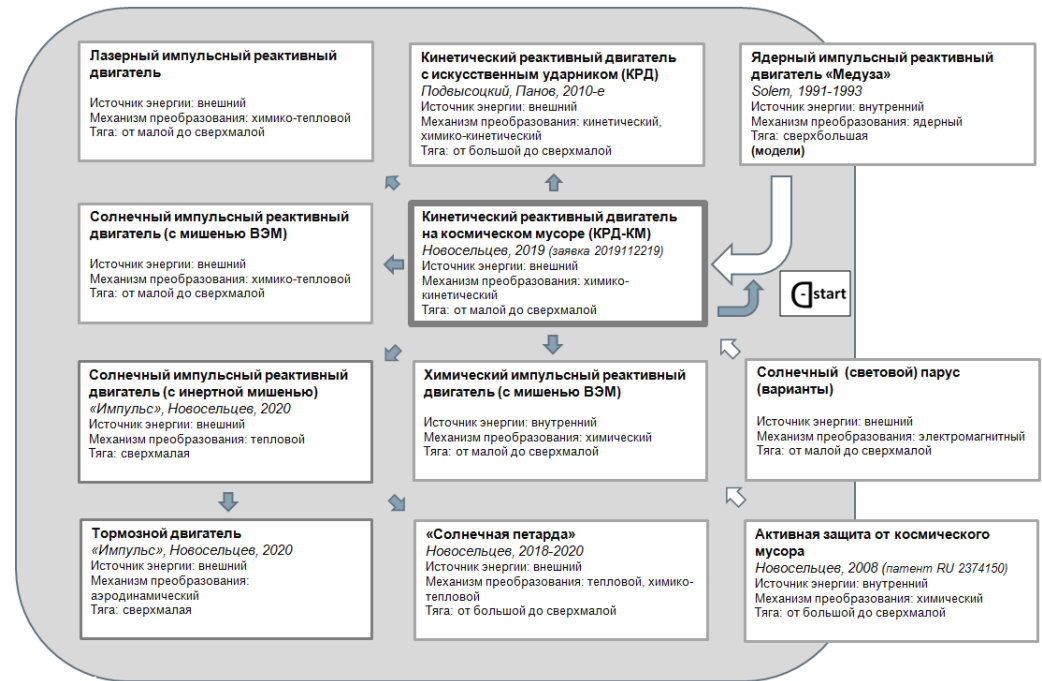 Лазерный импульсный реактивный
двигатель
Источник энергии: внешний
Механизм преобразования: химико-тепловой
Тяга: от малой до сверхмалой
Кинетический реактивный двигатель
с искусственным ударником (КРД)
Подвысоцкий, Панов, 2010-е
Источник энергии: внешний
Механизм преобразования: кинетический,
химико-кинетический
Тяга: от большой до сверхмалой
Ядерный импульсный реактивный
двигатель «Медуза»
Solem, 1991-1993
Источник энергии: внутренний
Механизм преобразования: ядерный
Тяга: сверхбольшая
(модели)
Солнечный импульсный реактивный
двигатель (с мишенью ВЭМ)
Источник энергии: внешний
Механизм преобразования: химико-тепловой
Тяга: от малой до сверхмалой
Кинетический реактивный двигатель
на космическом мусоре (КРД-КМ)
Новосельцев, 2019 (заявка 2019112219)
Источник энергии: внешний
Механизм преобразования: химико-
кинетический
Тяга: от малой до сверхмалой
start
Солнечный импульсный реактивный
двигатель (с инертной мишенью)
«Импульс», Новосельцев, 2020
Источник энергии: внешний
Механизм преобразования: тепловой
Тяга: сверхмалая
Химический импульсный реактивный
двигатель (с мишенью ВЭМ)
Источник энергии: внутренний
Механизм преобразования: химический
Тяга: от малой до сверхмалой
Солнечный (световой) парус
(варианты)
Источник энергии: внешний
Механизм преобразования: электромагнитный
Тяга: от малой до сверхмалой
Тормозной двигатель
«Импульс», Новосельцев, 2020
Источник энергии: внешний
Механизм преобразования:
аэродинамический
Тяга: сверхмалая
«Солнечная петарда»
Новосельцев, 2018-2020
Источник энергии: внешний
Механизм преобразования: тепловой, химико-
тепловой
Тяга: от большой до сверхмалой
Активная защита от космического
мусора
Новосельцев, 2008 (патент RU 2374150)
Источник энергии: внутренний
Механизм преобразования: химический
Тяга: от большой до сверхмалой